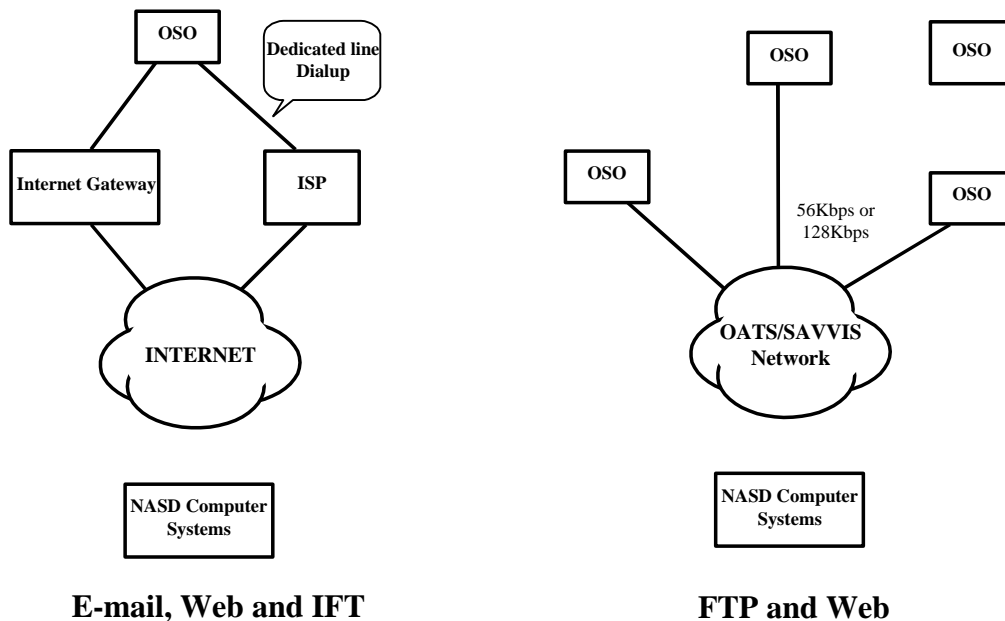 OSO
Dedicated line
Dialup
Internet Gateway
ISP
INTERNET
NASD Computer
Systems
E-mail, Web and IFT
OSO
OSO
OSO
OSO
56Kbps or
128Kbps
OATS/SAVVIS
Network
NASD Computer
Systems
FTP and Web